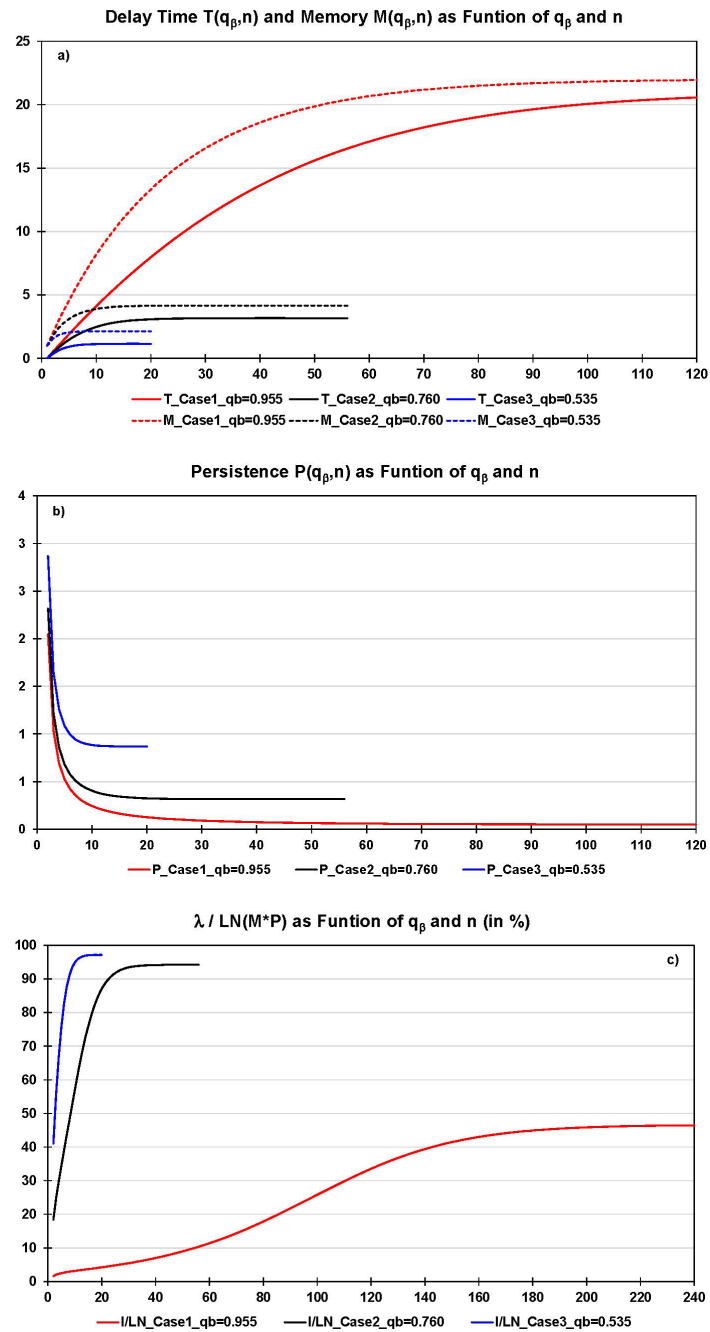 Delay Time T(qβ,n) and Memory M(qβ,n) as Funtion of qβ and n
25
a)
20
15
10
5
0
0 10 20 30 40 50 60 70 80 90 100 110 120
T_Case1_qb=0.955 T_Case2_qb=0.760 T_Case3_qb=0.535
M_Case1_qb=0.955 M_Case2_qb=0.760 M_Case3_qb=0.535
Persistence P(qβ,n) as Funtion of qβ and n
4
b)
3
3
2
2
1
1
0
0 10 20 30 40 50 60 70 80 90 100 110 120
P_Case1_qb=0.955 P_Case2_qb=0.760 P_Case3_qb=0.535
λ / LN(M*P) as Funtion of qβ and n (in %)
100
c)
90
80
70
60
50
40
30
20
10
0
0 20 40 60 80 100 120 140 160 180 200 220 240
l/LN_Case1_qb=0.955 l/LN_Case2_qb=0.760 l/LN_Case3_qb=0.535